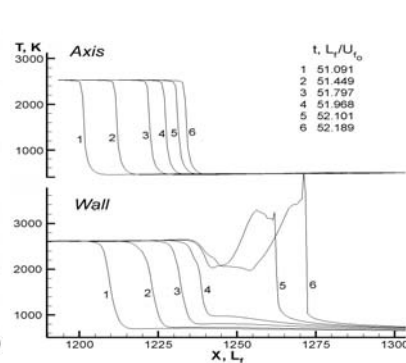 T, K
Axis
t, L_f/U_f₀
3000
2000
1000
1 51.091
2 51.449
3 51.797
4 51.968
5 52.101
6 52.189
1 2 3 4 5 6
Wall
3000
2000
1000
1 2 3 4 5 6
1200 1225 1250 1275 1300
X, L_f